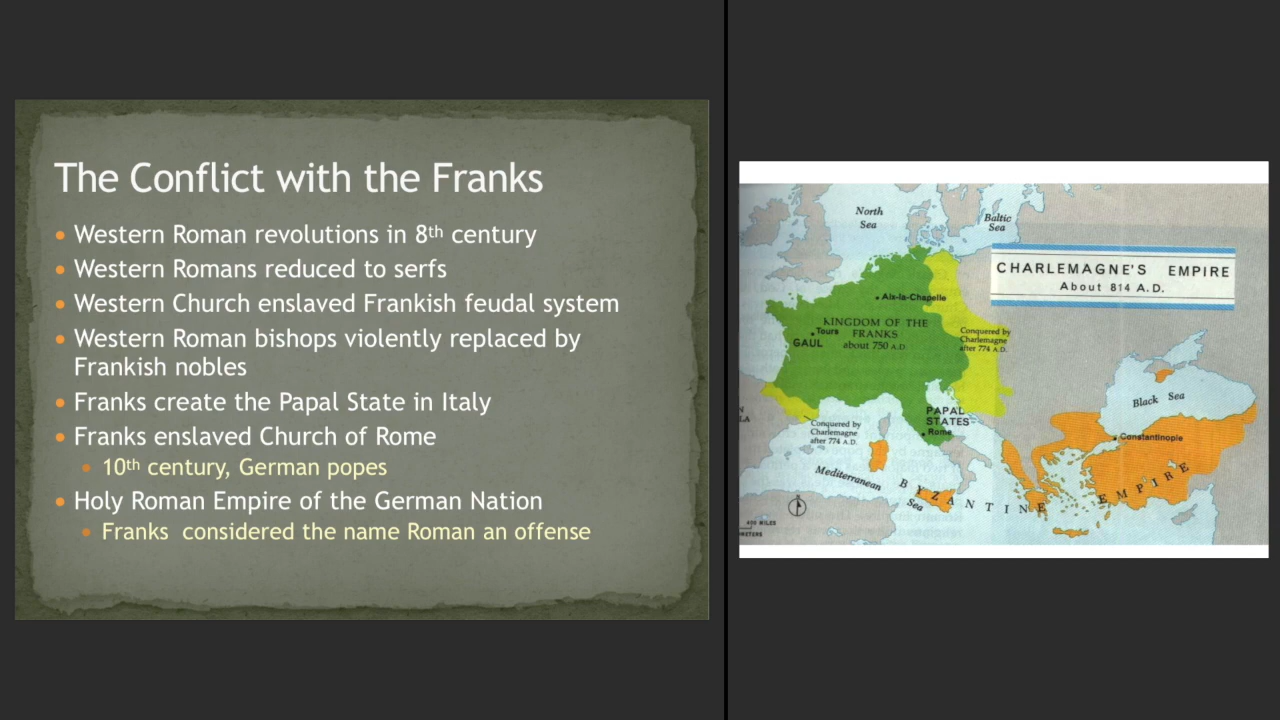 The Conflict with the Franks
Western Roman revolutions in 8th century
Western Romans reduced to serfs
Western Church enslaved Frankish feudal system
Western Roman bishops violently replaced by
Frankish nobles
Franks create the Papal State in Italy
Franks enslaved Church of Rome
10th century, German popes
Holy Roman Empire of the German Nation
Franks considered the name Roman an offense
North
Sea
Baltic
Sea
CHARLEMAGNE'S EMPIRE
About 814 A.D.
Aix-la-Chapelle
KINGDOM OF THE
FRANKS
about 750 A.D.
Tours
GAUL
Conquered by
Charlemagne
after 774 A.D.
Black Sea
PAPAL
STATES
Rome
Conquered by
Charlemagne
after 774 A.D.
Constantinople
Mediterranean
Sea
BYZANTINE EMPIRE
400 MILES